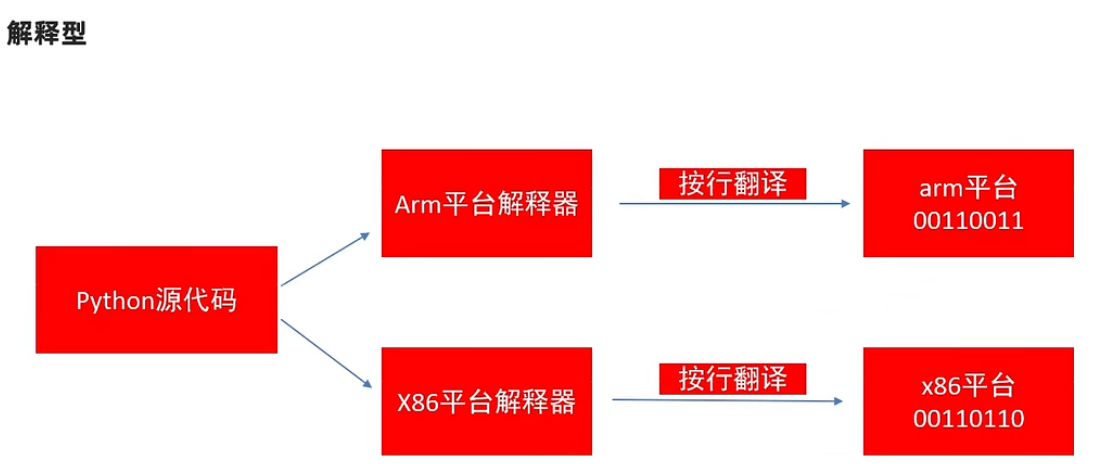 解释型
Arm平台解释器
按行翻译
arm平台
00110011
Python源代码
X86平台解释器
按行翻译
x86平台
00110110